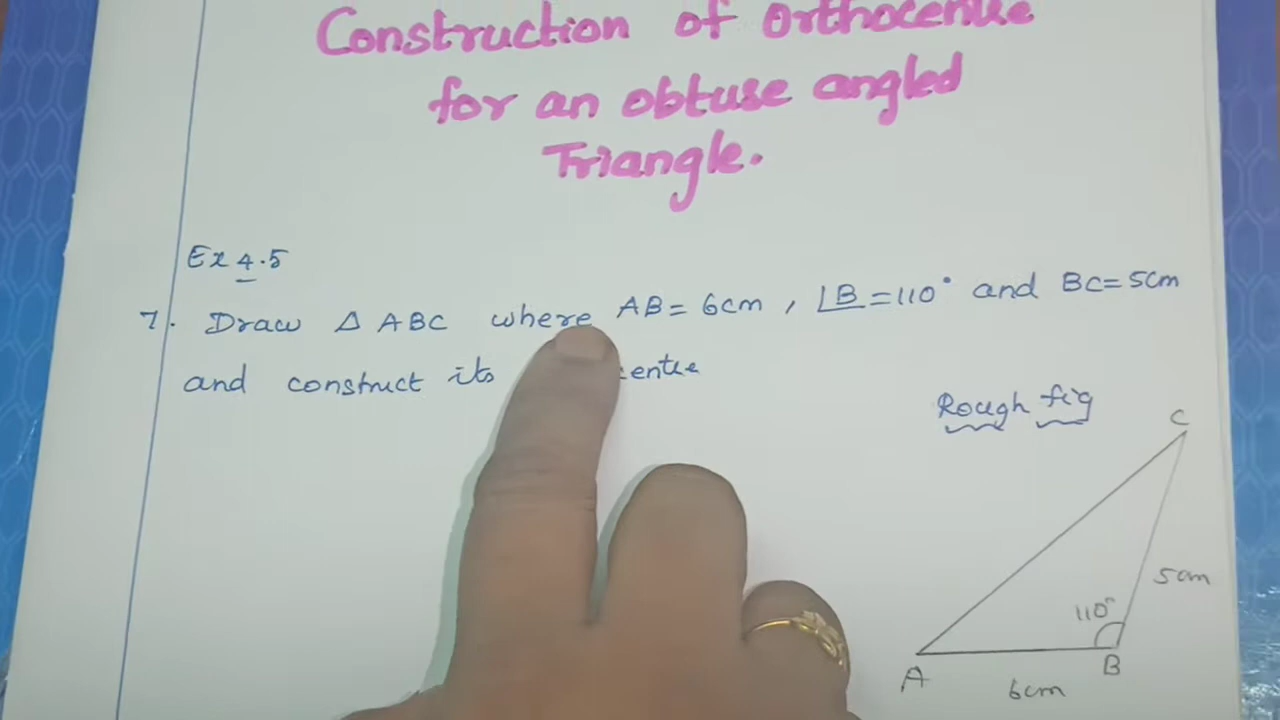 Construction of Orthocentre
for an obtuse angled
Triangle.
Ex 4.5
7. Draw △ ABC where AB = 6cm, ∠B = 110° and BC = 5cm
and construct its
Rough fig
C
5cm
110°
A
B
6cm